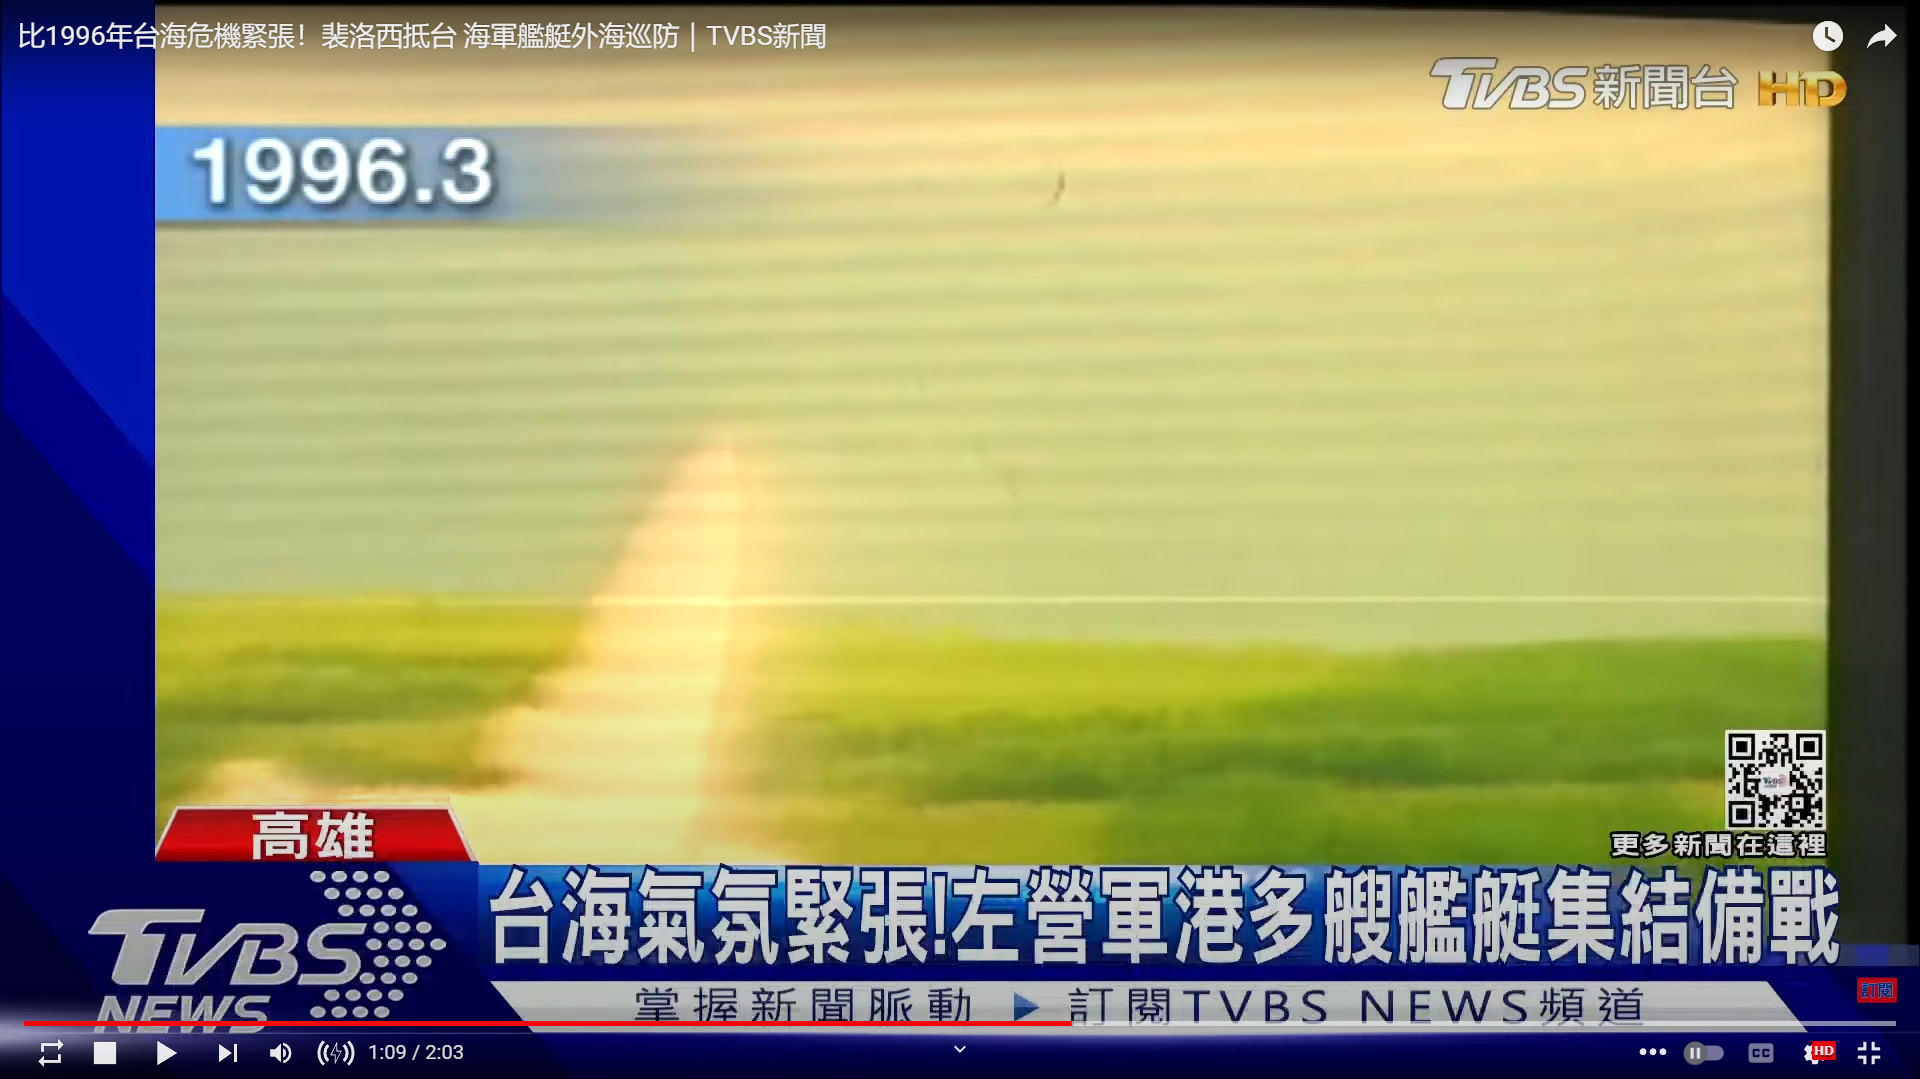 比1996年台海危機緊張！裴洛西抵台 海軍艦艇外海巡防｜TVBS新聞
TVBS新聞台 HD
1996.3
更多新聞在這裡
高雄
台海氣氛緊張!左營軍港多艘艦艇集結備戰
TVBS NEWS
掌握新聞脈動 ▶ 訂閱TVBS NEWS頻道
訂閱
1:09 / 2:03
CC
HD